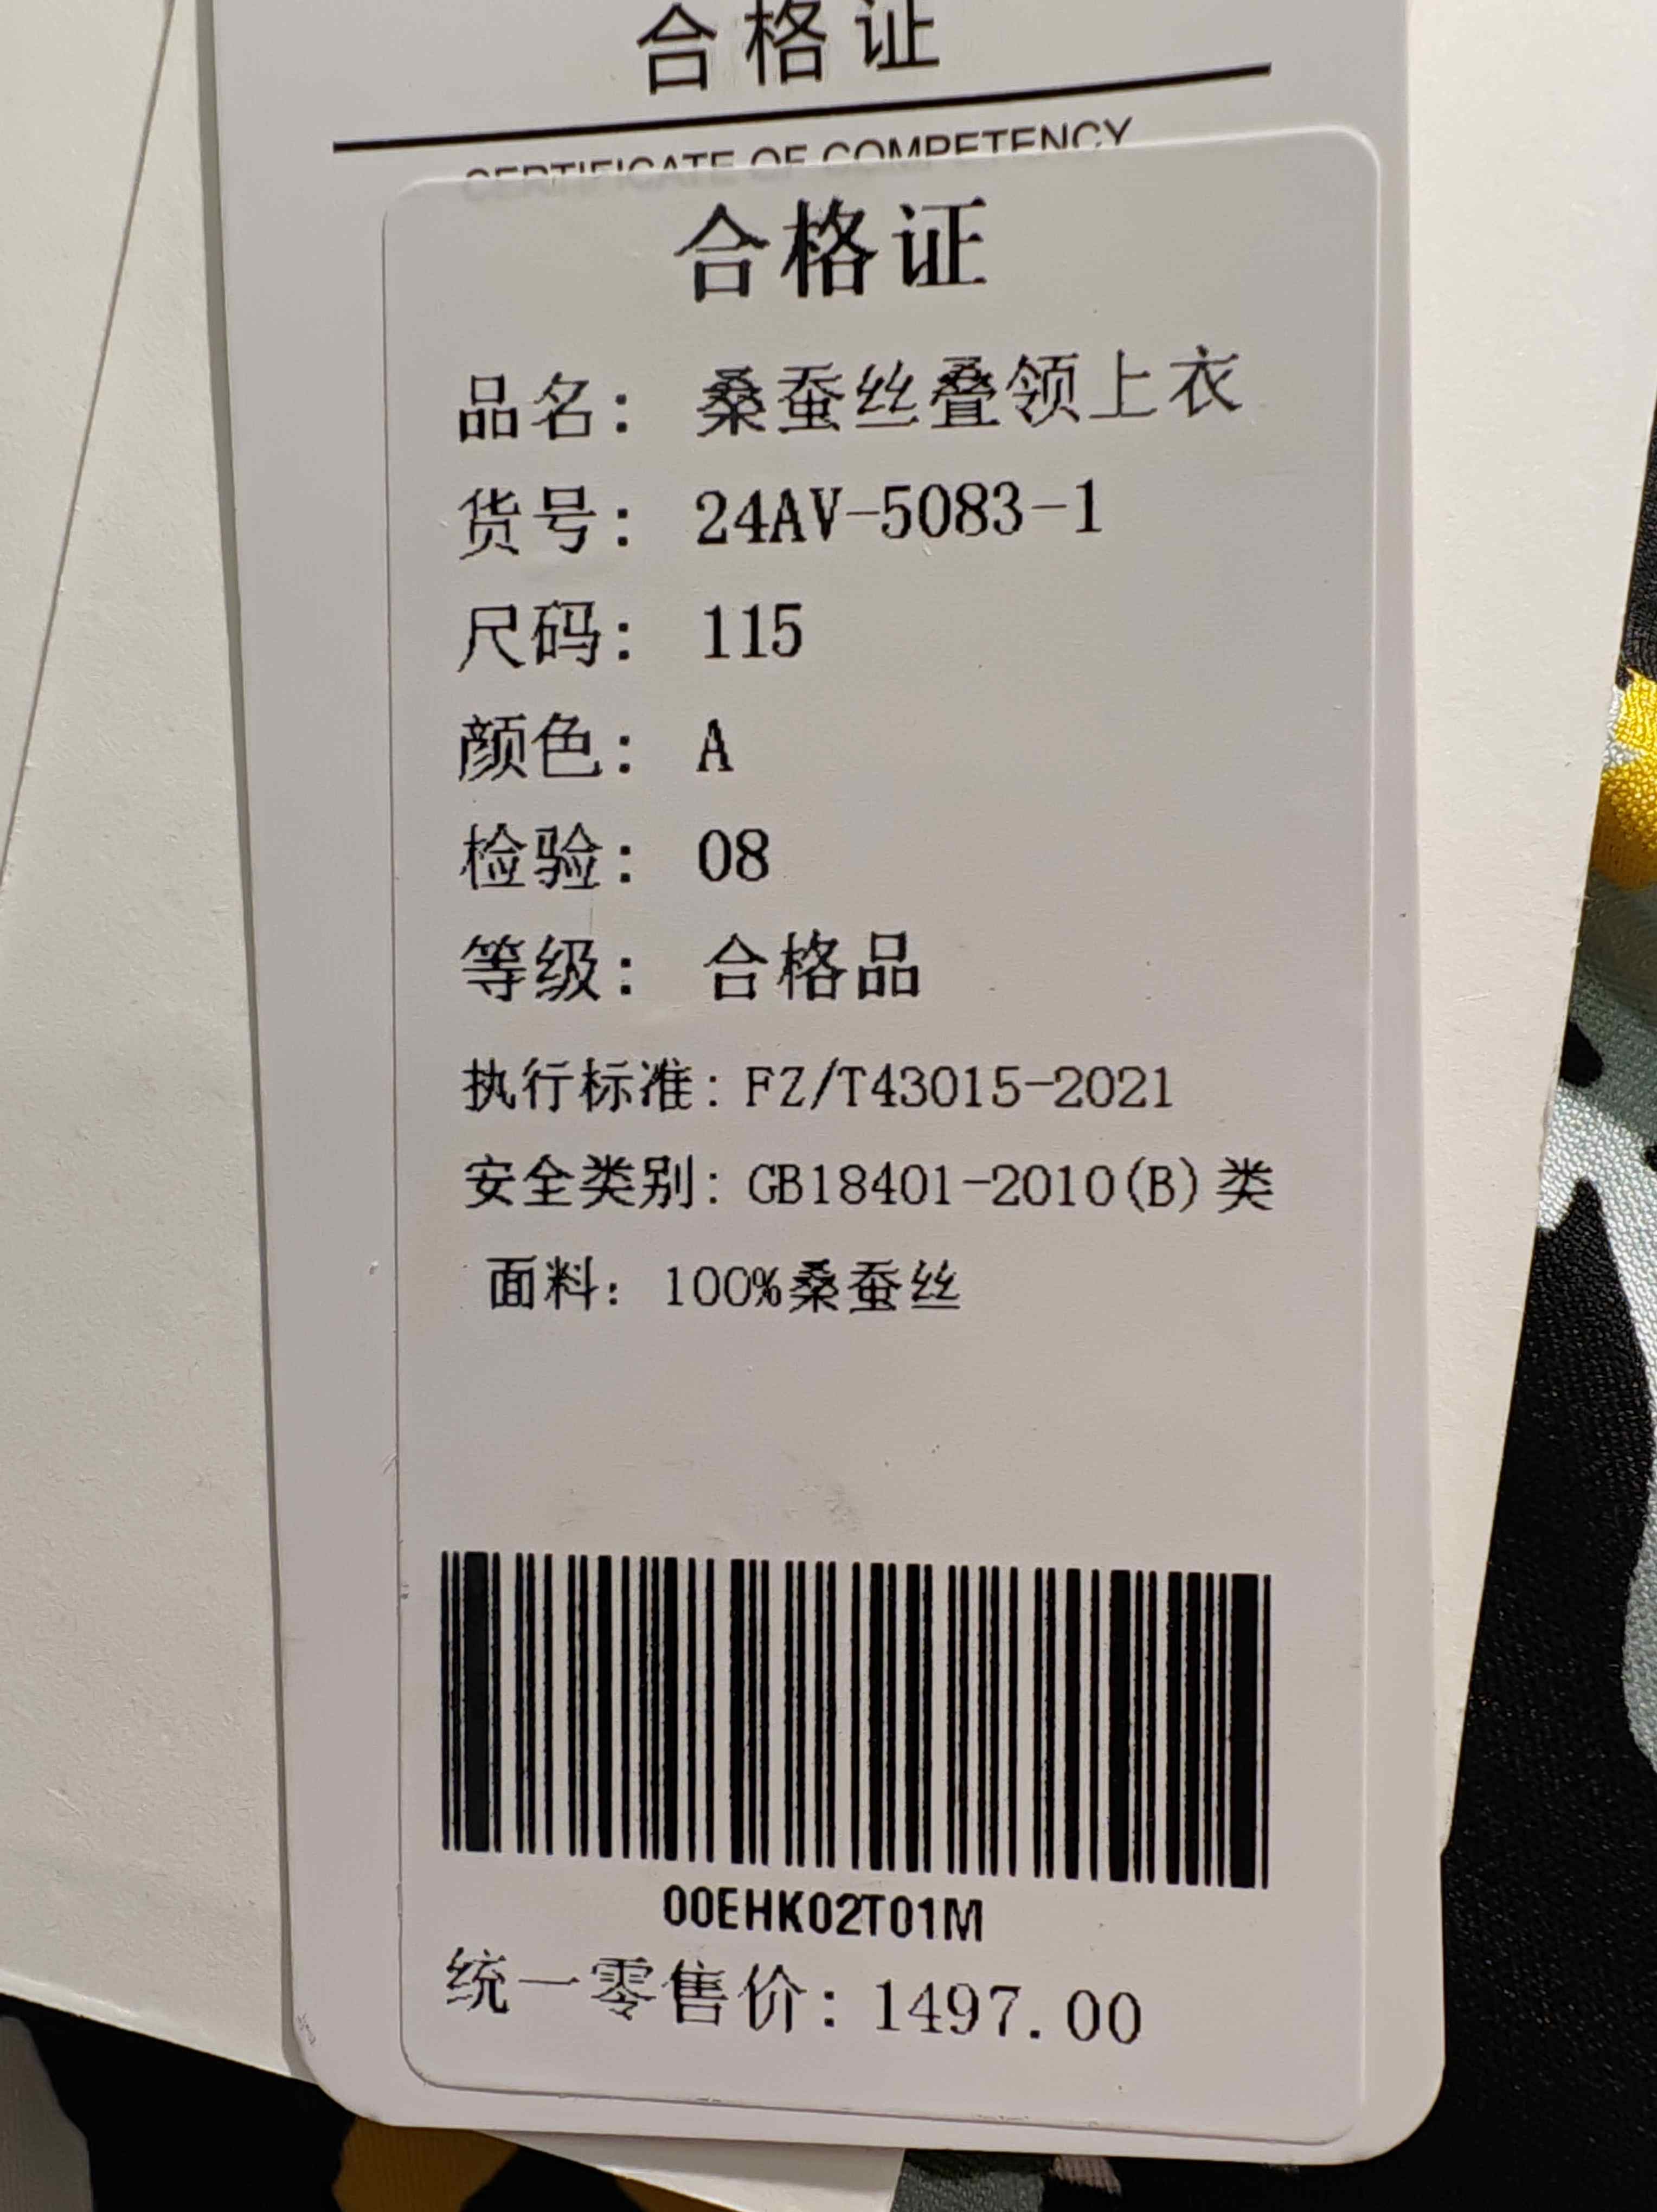 合格证
CERTIFICATE OF COMPETENCY
合格证
品名: 桑蚕丝叠领上衣
货号: 24AV-5083-1
尺码: 115
颜色: A
检验: 08
等级: 合格品
执行标准: FZ/T43015-2021
安全类别: GB18401-2010(B)类
面料: 100%桑蚕丝
00EHK02T01M
统一零售价: 1497.00